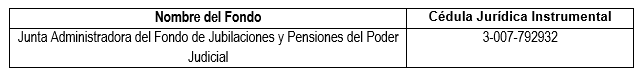 Nombre del Fondo
Cédula Jurídica Instrumental
Junta Administradora del Fondo de Jubilaciones y Pensiones del Poder
Judicial
3-007-792932